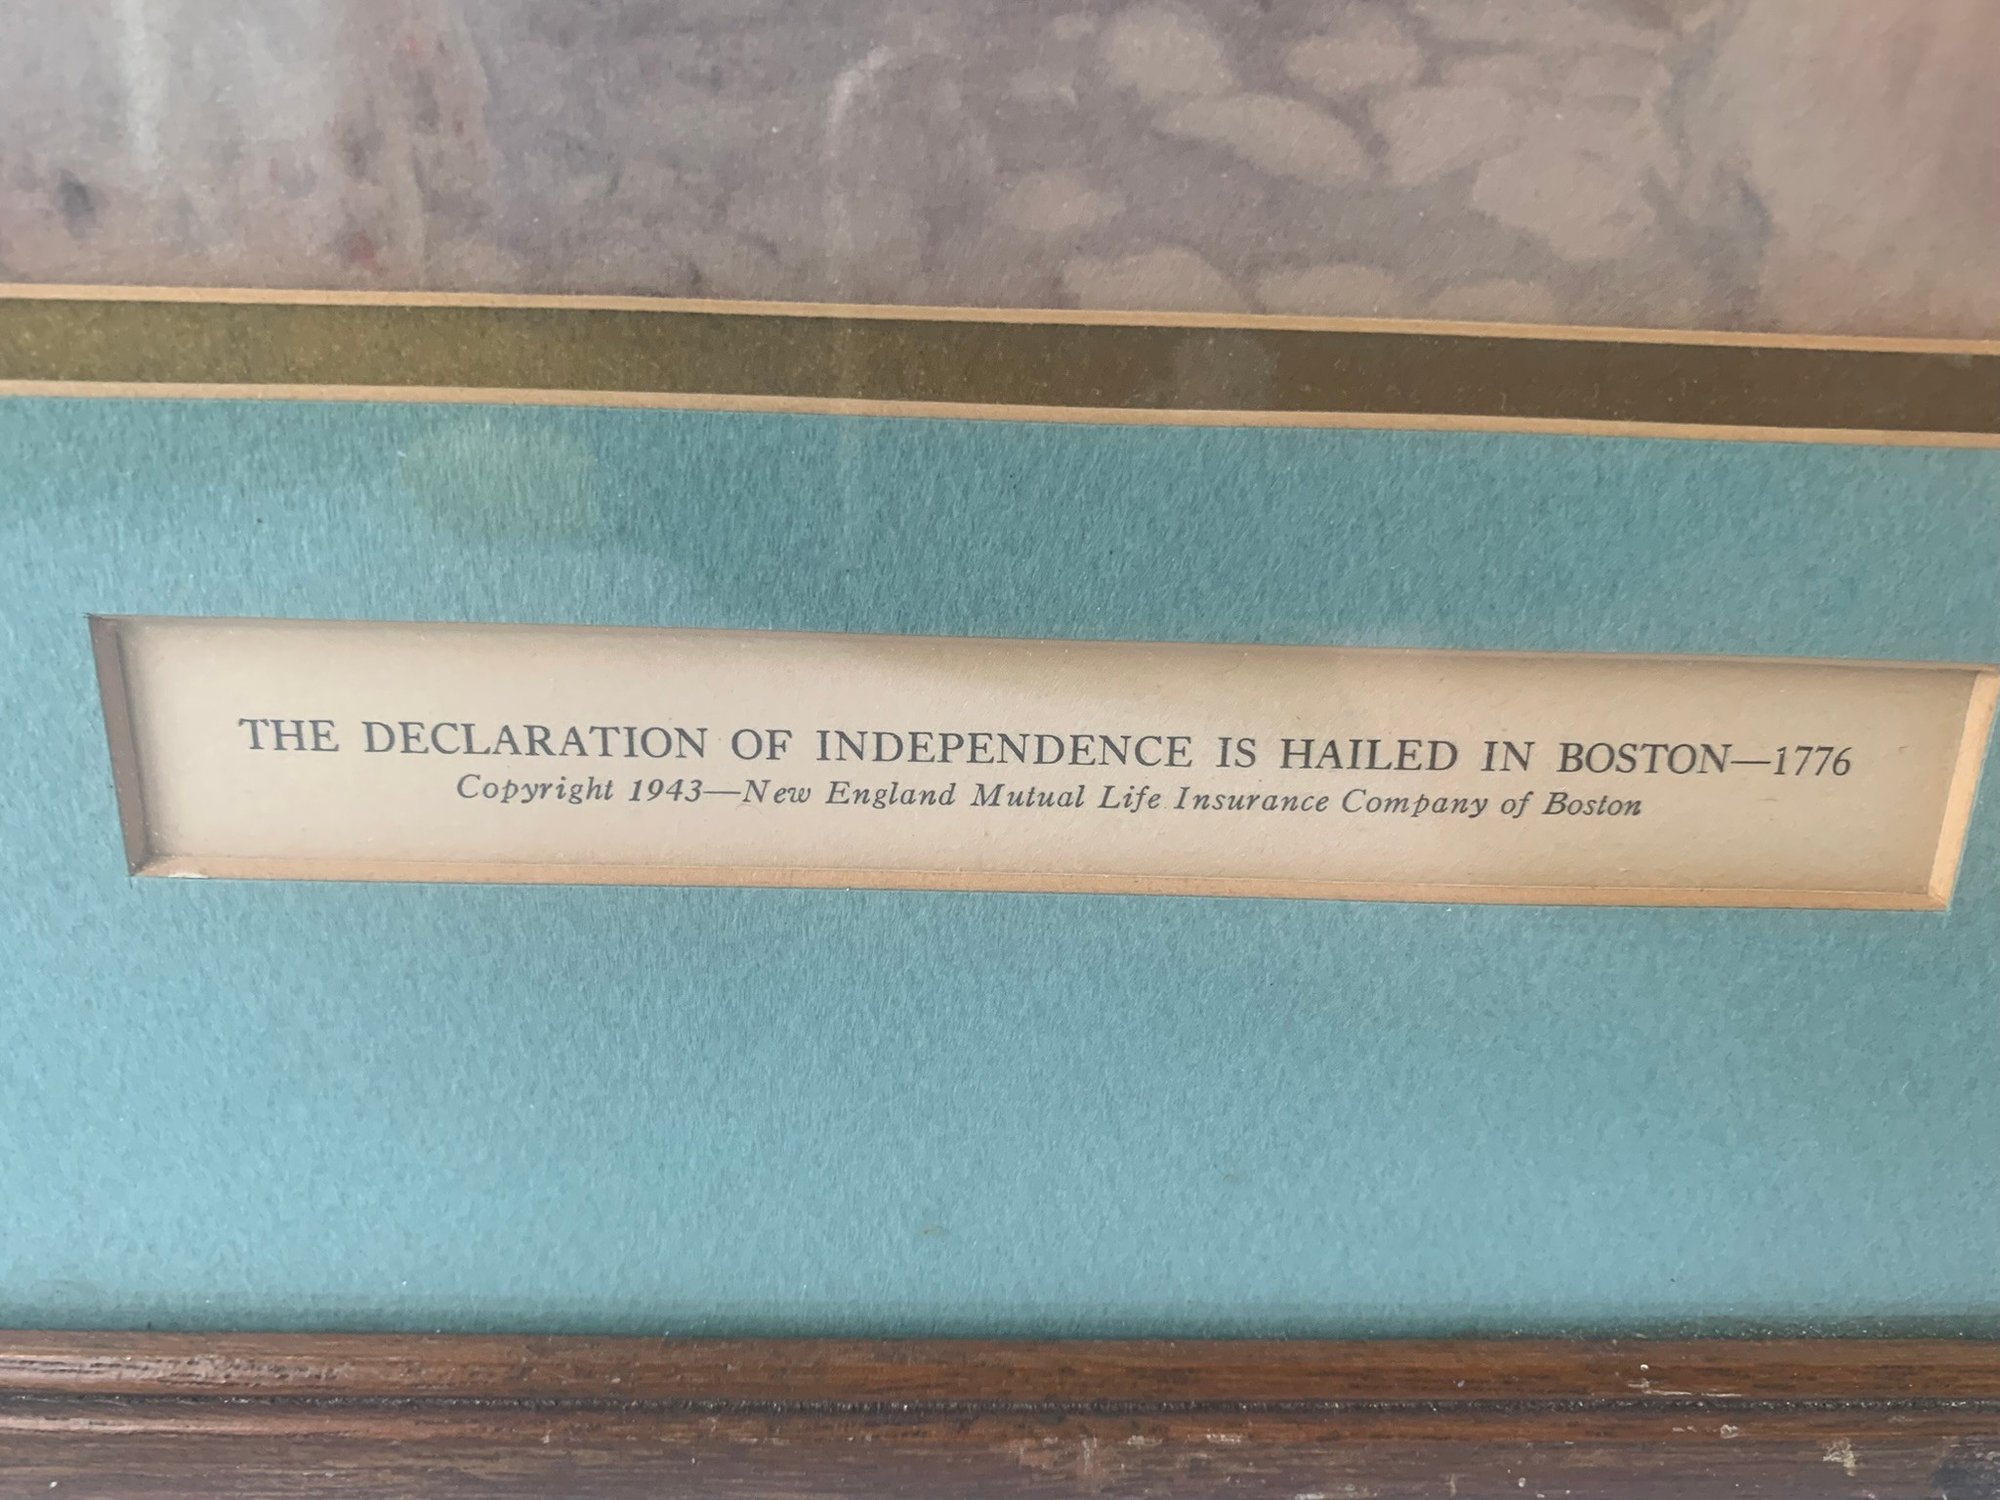 THE DECLARATION OF INDEPENDENCE IS HAILED IN BOSTON—1776
Copyright 1943—New England Mutual Life Insurance Company of Boston